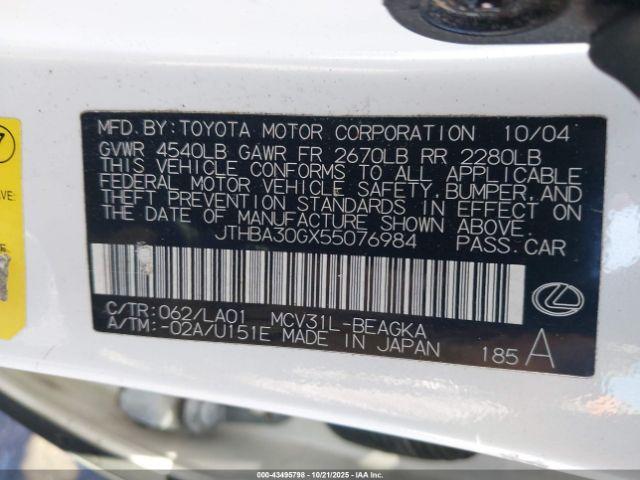 MFD.BY:TOYOTA MOTOR CORPORATION 10/04
GVWR 4540LB GAWR FR 2670LB RR 2280LB
THIS VEHICLE CONFORMS TO ALL APPLICABLE
FEDERAL MOTOR VEHICLE SAFETY, BUMPER, AND
THEFT PREVENTION STANDARDS IN EFFECT ON
THE DATE OF MANUFACTURE SHOWN ABOVE.
JTHBA30GX55076984 PASS.CAR
C/TR:062/LA01 MCV31L-BEAGKA
A/TM:-02A/U151E MADE IN JAPAN
185 A
000-43495798 - 10/21/2025 - IAAI.COM